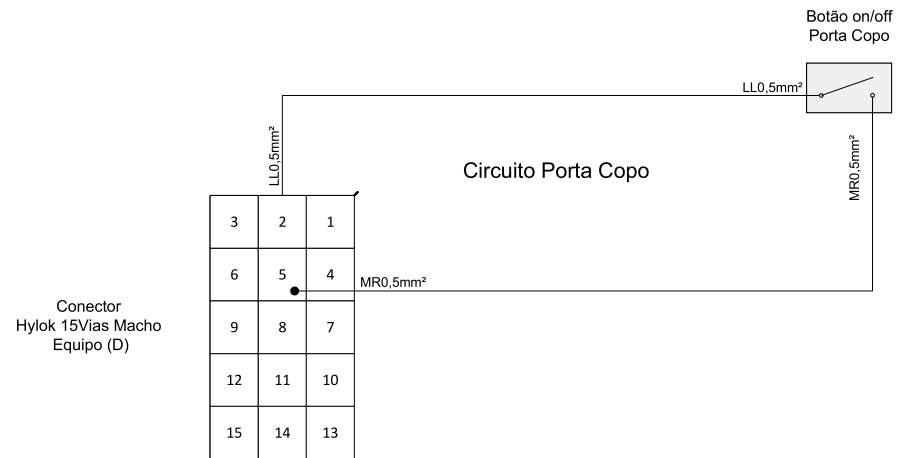 Botão on/off
Porta Copo
LL0,5mm²
LL0,5mm²
MR0,5mm²
Circuito Porta Copo
3 2 1
6 5 4
MR0,5mm²
Conector
Hylok 15Vias Macho
Equipo (D)
9 8 7
12 11 10
15 14 13